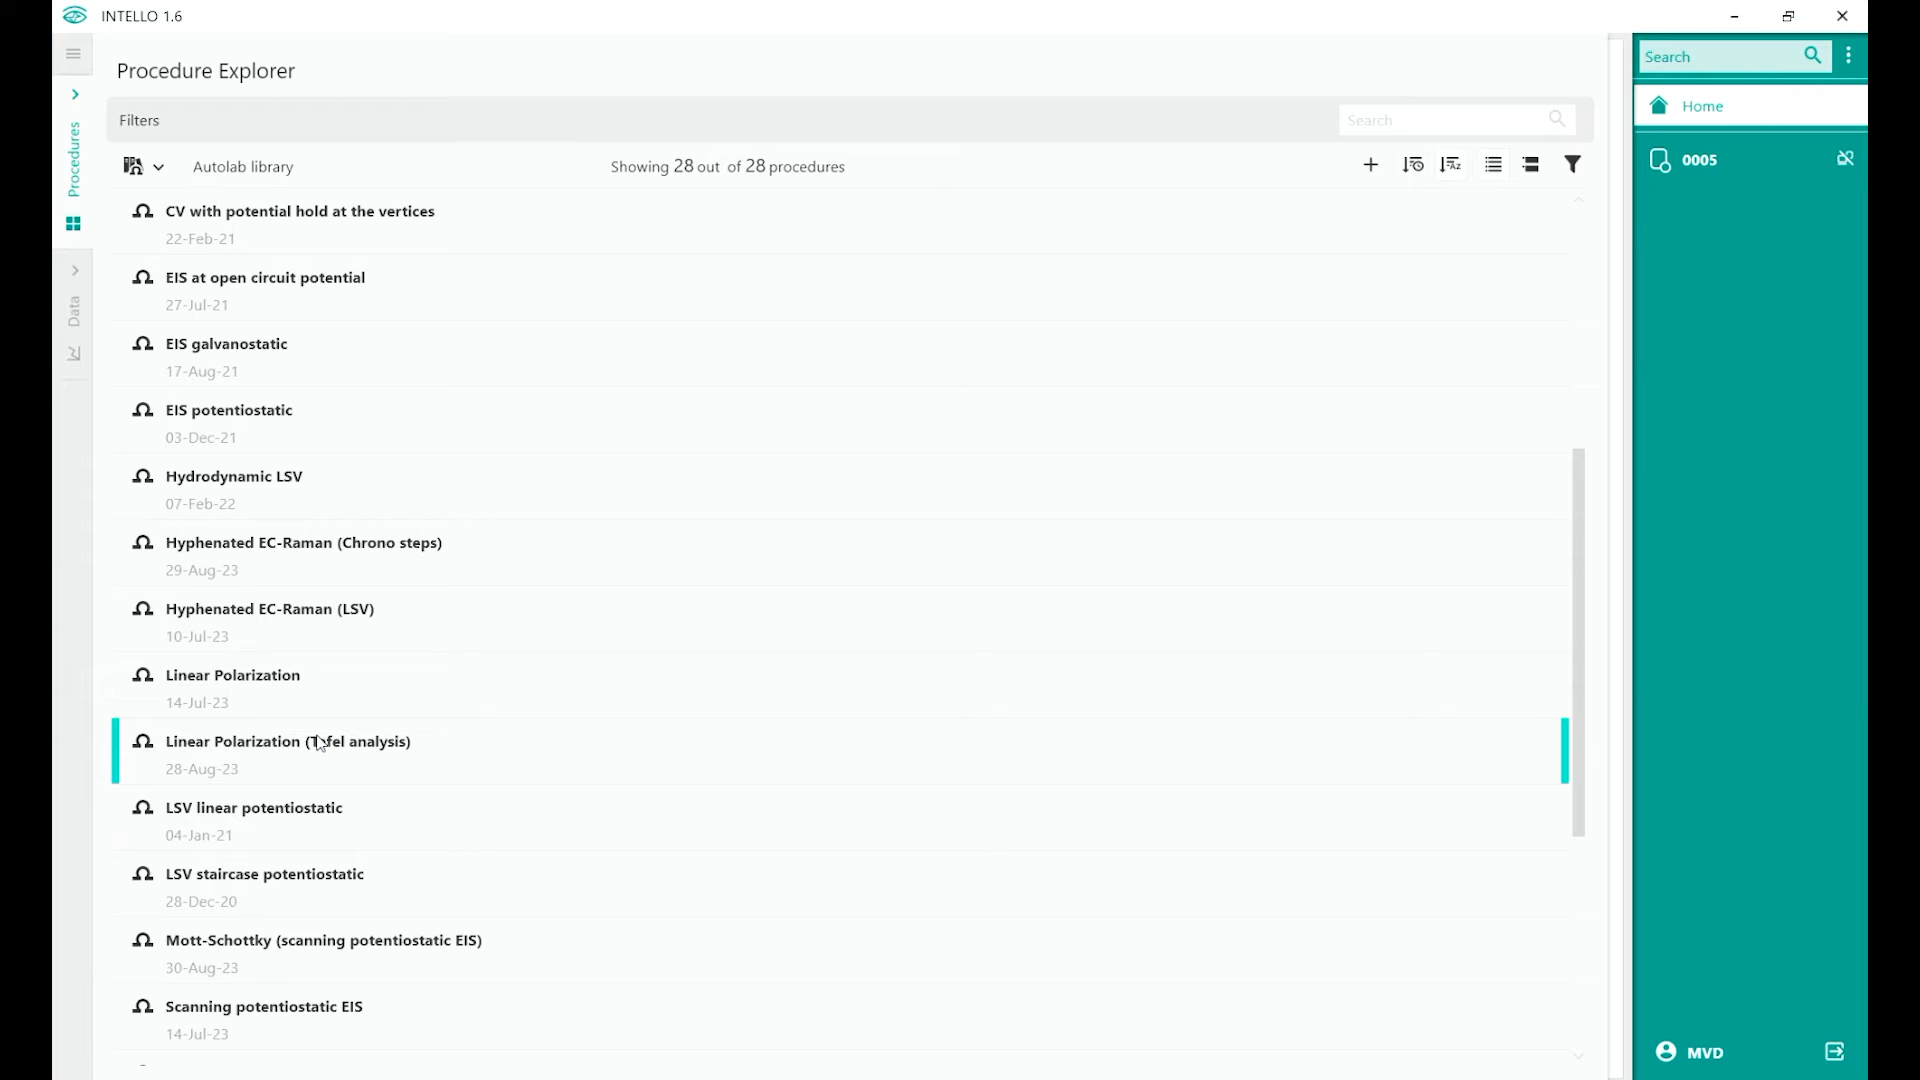 INTELLO 1.6
Procedure Explorer
Filters
Search
Autolab library
Showing 28 out of 28 procedures
CV with potential hold at the vertices
22-Feb-21
EIS at open circuit potential
27-Jul-21
EIS galvanostatic
17-Aug-21
EIS potentiostatic
03-Dec-21
Hydrodynamic LSV
07-Feb-22
Hyphenated EC-Raman (Chrono steps)
29-Aug-23
Hyphenated EC-Raman (LSV)
10-Jul-23
Linear Polarization
14-Jul-23
Linear Polarization (Tafel analysis)
28-Aug-23
LSV linear potentiostatic
04-Jan-21
LSV staircase potentiostatic
28-Dec-20
Mott-Schottky (scanning potentiostatic EIS)
30-Aug-23
Scanning potentiostatic EIS
14-Jul-23
Procedures
Data
Search
Home
0005
MVD